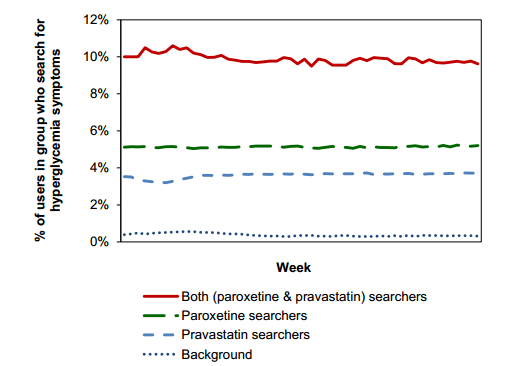 % of users in group who search for
hyperglycemia symptoms
12%
10%
8%
6%
4%
2%
0%
Week
Both (paroxetine & pravastatin) searchers
Paroxetine searchers
Pravastatin searchers
Background